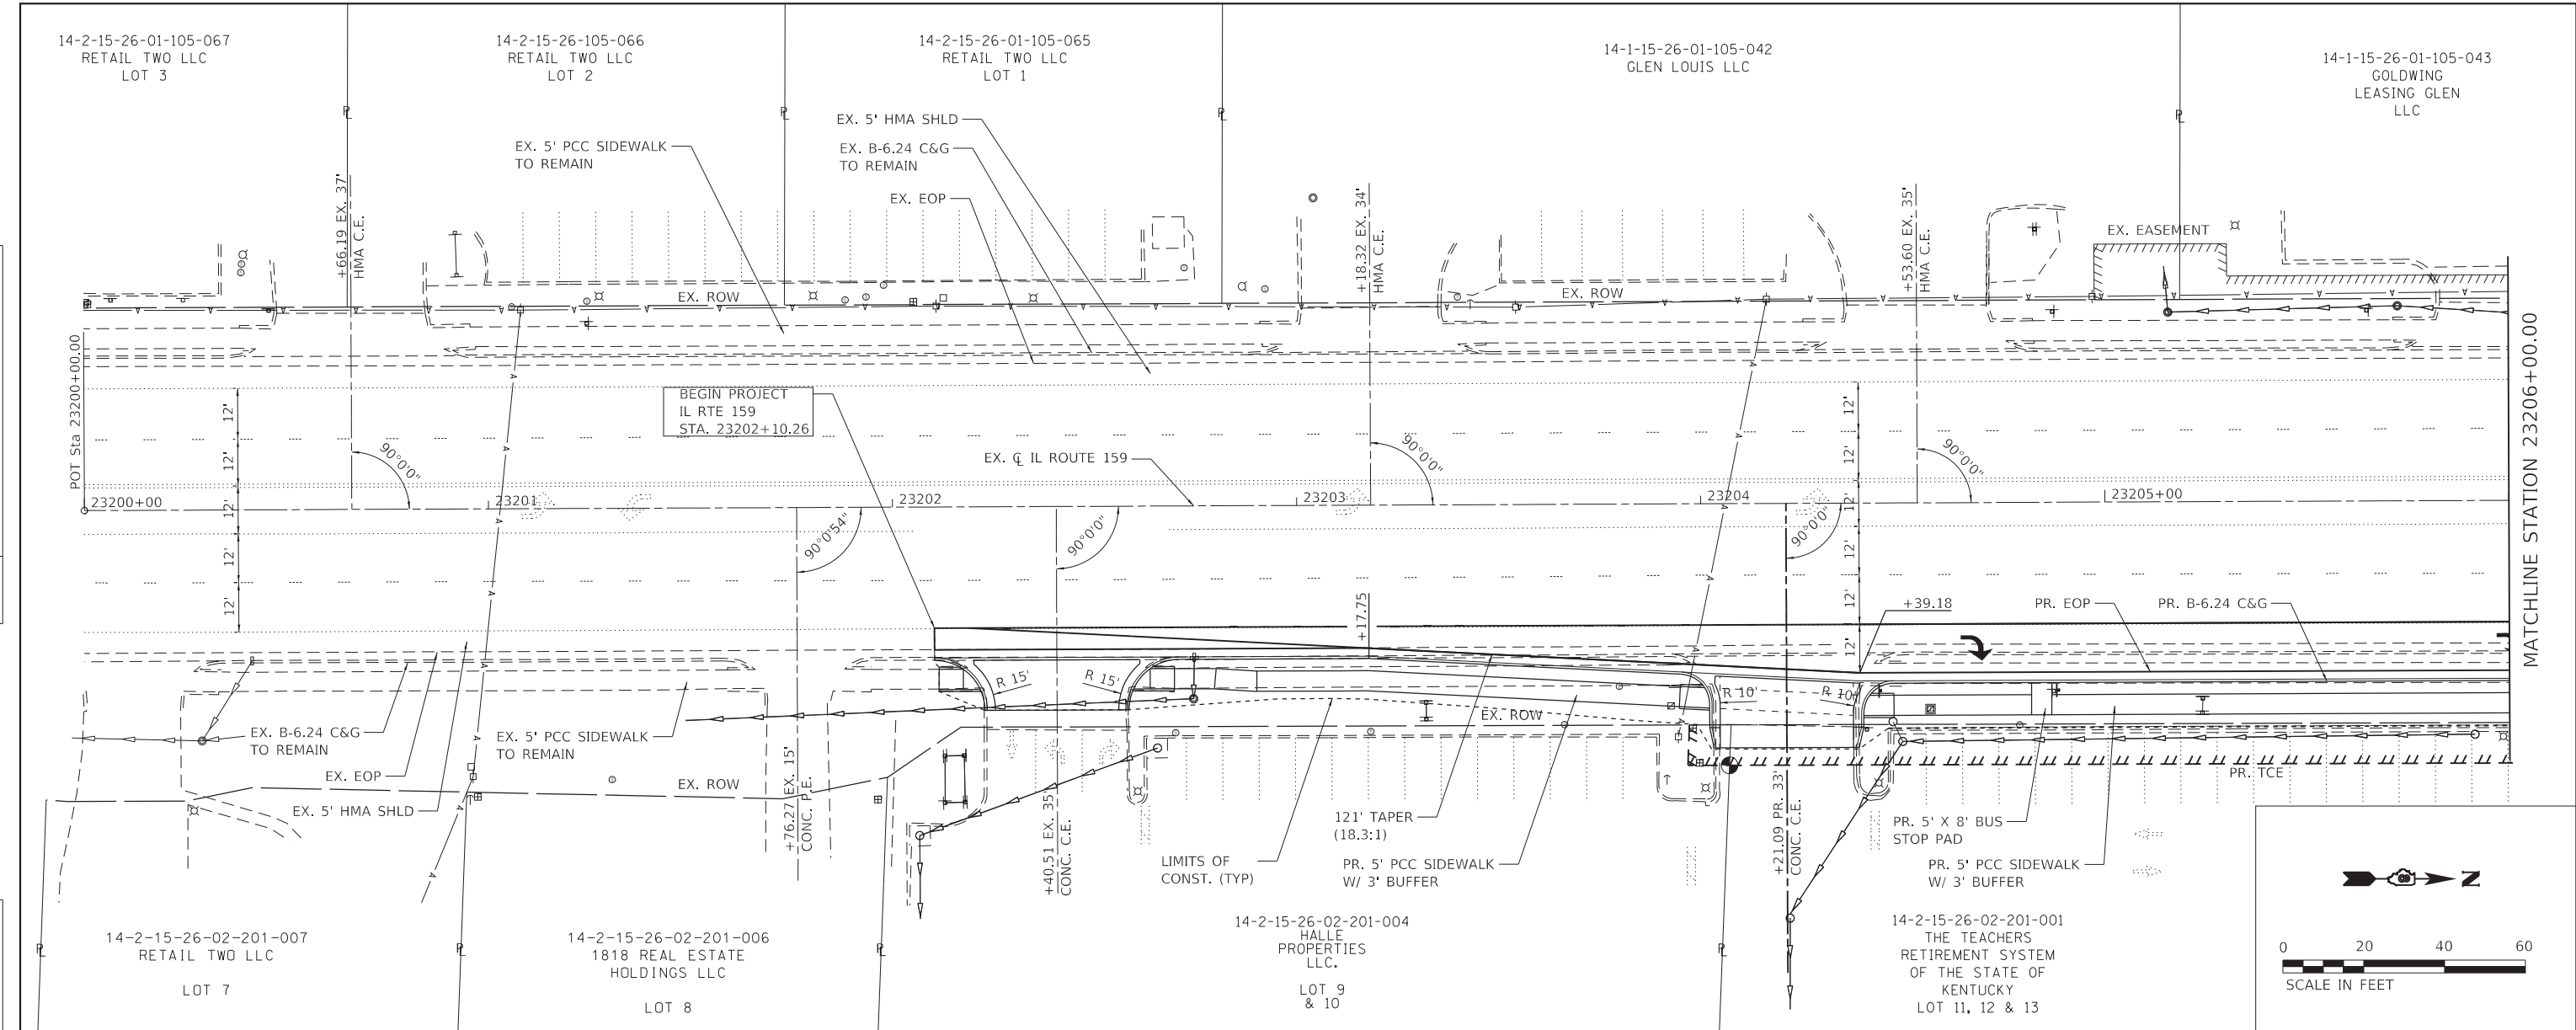 14-2-15-26-01-105-067
RETAIL TWO LLC
LOT 3
14-2-15-26-105-066
RETAIL TWO LLC
LOT 2
14-2-15-26-01-105-065
RETAIL TWO LLC
LOT 1
14-1-15-26-01-105-042
GLEN LOUIS LLC
14-1-15-26-01-105-043
GOLDWING
LEASING GLEN
LLC
EX. 5' PCC SIDEWALK
TO REMAIN
EX. 5' HMA SHLD
EX. B-6.24 C&G
TO REMAIN
EX. EOP
+66.19 EX. 37'
HMA C.E.
+18.32 EX. 34'
HMA C.E.
+53.60 EX. 35'
HMA C.E.
EX. EASEMENT
EX. ROW
EX. ROW
POT Sta 23200+00.00
MATCHLINE STATION 23206+00.00
BEGIN PROJECT
IL RTE 159
STA. 23202+10.26
EX. ℄ IL ROUTE 159
12'
12'
12'
12'
12'
12'
12'
12'
12'
12'
12'
90°0'0"
90°0'0"
90°0'0"
23200+00
23201
23202
23203
23204
23205+00
90°0'54"
90°0'0"
90°0'0"
+17.75
+39.18
PR. EOP
PR. B-6.24 C&G
R 15'
R 15'
R 10'
R 10'
EX. ROW
EX. B-6.24 C&G
TO REMAIN
EX. EOP
EX. 5' HMA SHLD
EX. 5' PCC SIDEWALK
TO REMAIN
EX. ROW
+76.27 EX. 15'
CONC. P.E.
+40.51 EX. 35'
CONC. C.E.
+21.09 PR. 33'
CONC. C.E.
PR. TCE
121' TAPER
(18.3:1)
LIMITS OF
CONST. (TYP)
PR. 5' PCC SIDEWALK
W/ 3' BUFFER
PR. 5' X 8' BUS
STOP PAD
PR. 5' PCC SIDEWALK
W/ 3' BUFFER
14-2-15-26-02-201-007
RETAIL TWO LLC
LOT 7
14-2-15-26-02-201-006
1818 REAL ESTATE
HOLDINGS LLC
LOT 8
14-2-15-26-02-201-004
HALLE
PROPERTIES
LLC.
LOT 9
& 10
14-2-15-26-02-201-001
THE TEACHERS
RETIREMENT SYSTEM
OF THE STATE OF
KENTUCKY
LOT 11, 12 & 13
N
0 20 40 60
SCALE IN FEET